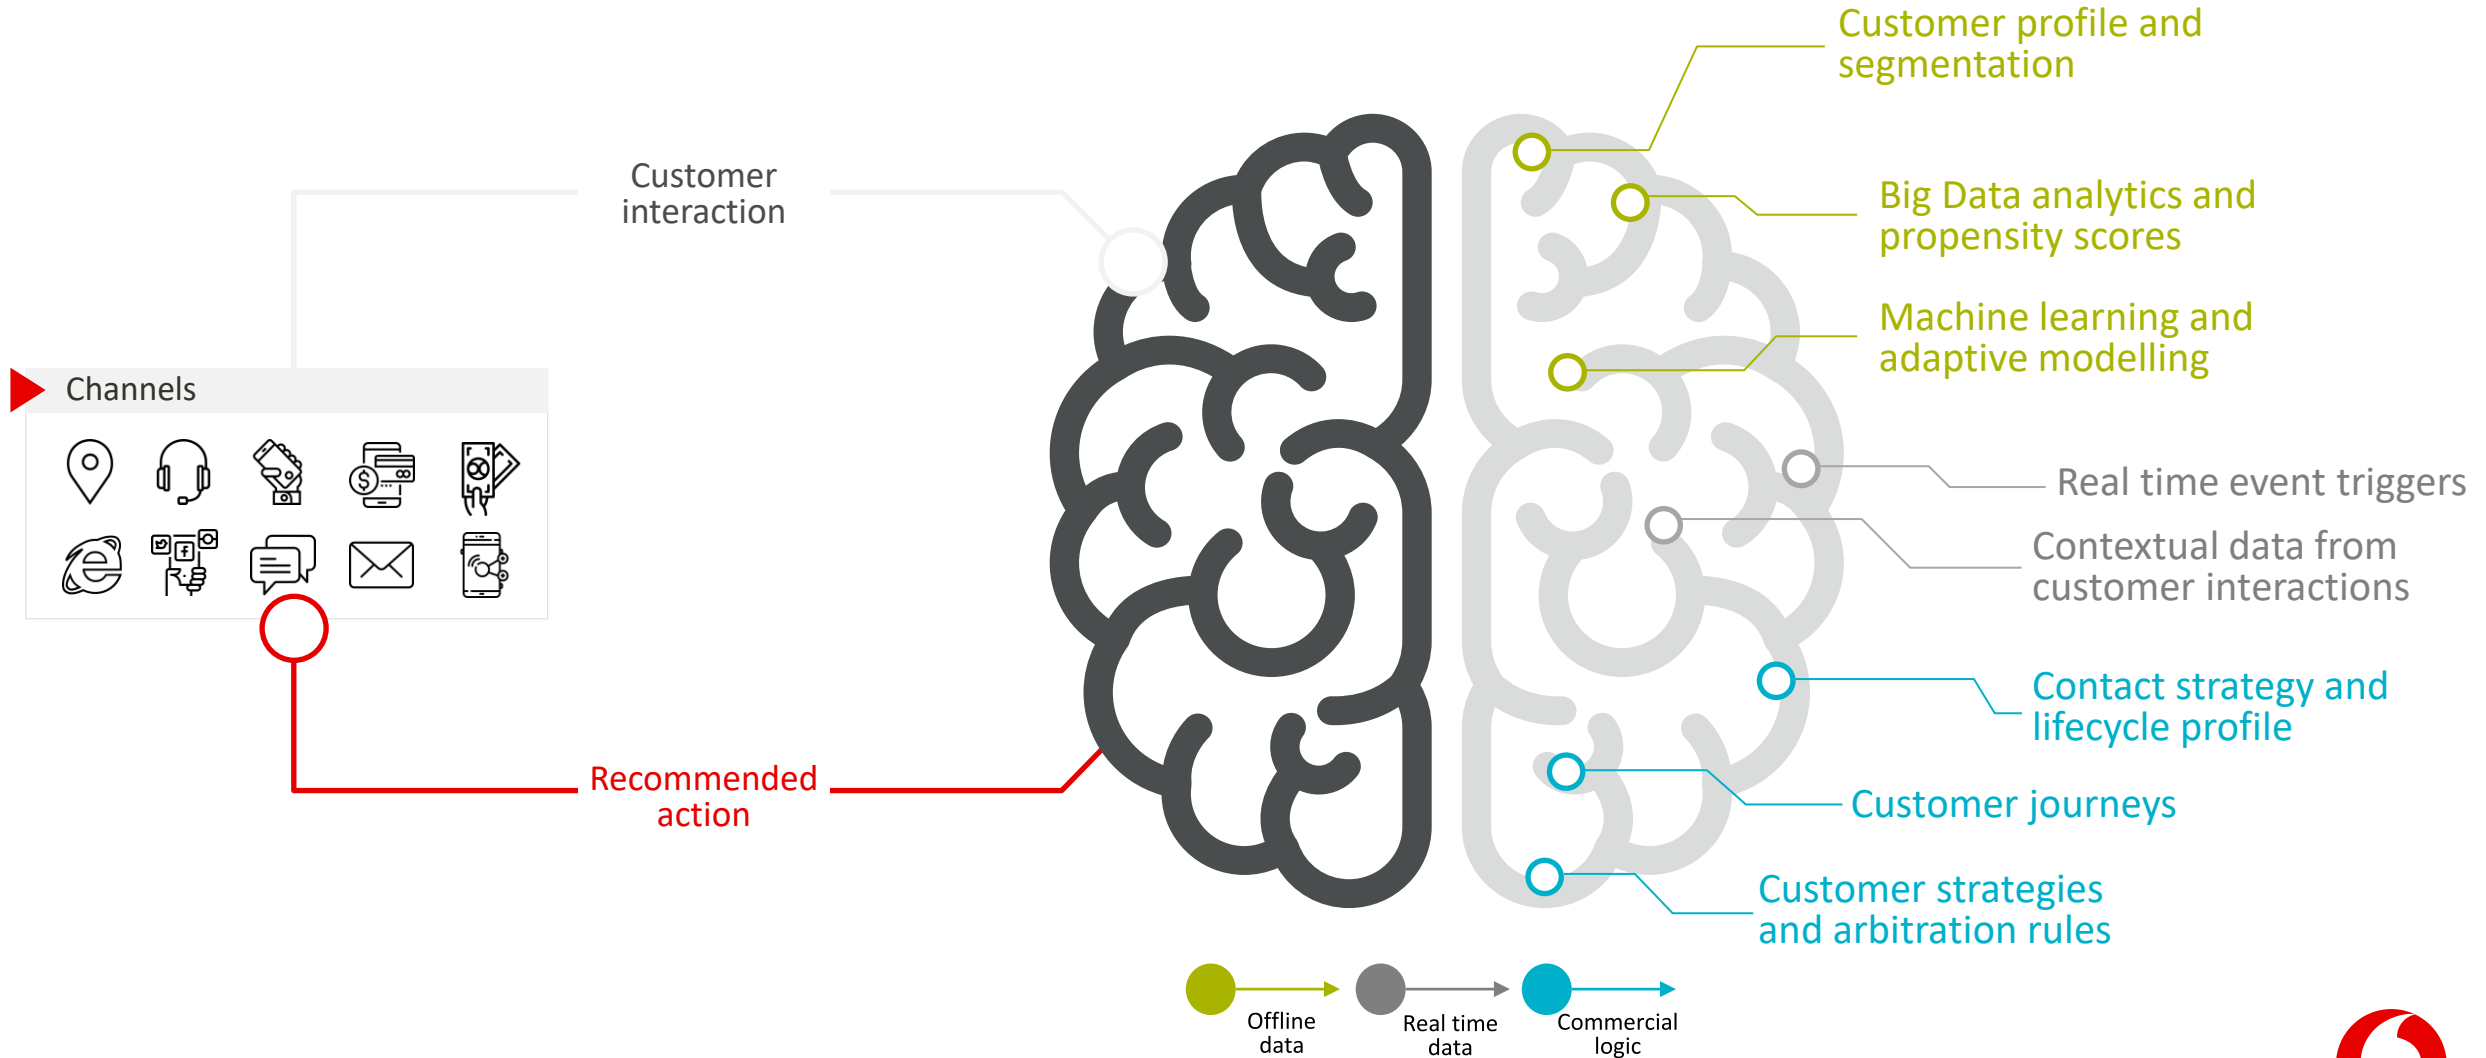 Customer profile and
segmentation
Customer
interaction
Big Data analytics and
propensity scores
Machine learning and
adaptive modelling
Channels
Real time event triggers
Contextual data from
customer interactions
Contact strategy and
lifecycle profile
Recommended
action
Customer journeys
Customer strategies
and arbitration rules
Offline
data
Real time
data
Commercial
logic